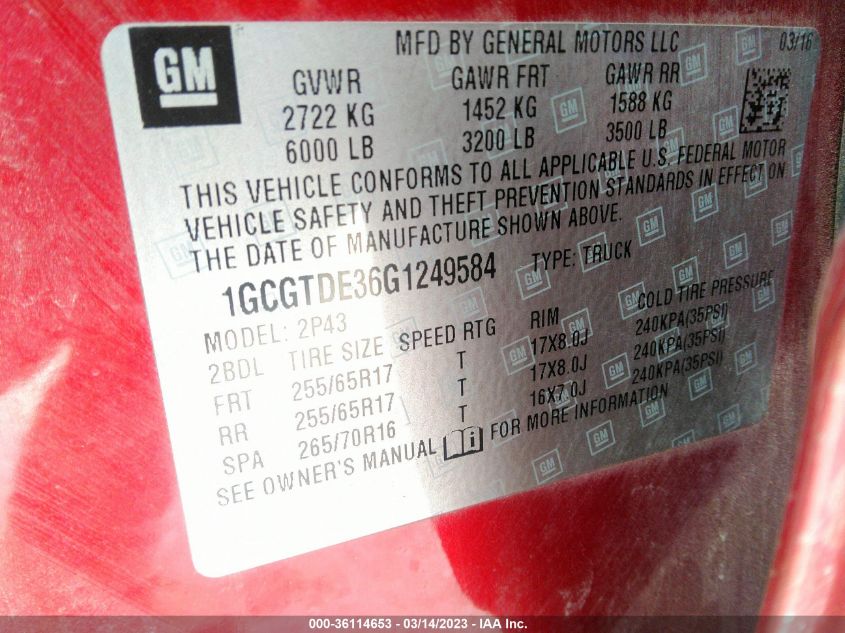 GM
MFD BY GENERAL MOTORS LLC 03/16
GVWR GAWR FRT GAWR RR
2722 KG 1452 KG 1588 KG
6000 LB 3200 LB 3500 LB
THIS VEHICLE CONFORMS TO ALL APPLICABLE U.S. FEDERAL MOTOR
VEHICLE SAFETY AND THEFT PREVENTION STANDARDS IN EFFECT ON
THE DATE OF MANUFACTURE SHOWN ABOVE.
1GCGTDE36G1249584 TYPE: TRUCK
MODEL: 2P43
2BDL TIRE SIZE SPEED RTG RIM COLD TIRE PRESSURE
FRT 255/65R17 T 17X8.0J 240KPA(35PSI)
RR 255/65R17 T 17X8.0J 240KPA(35PSI)
SPA 265/70R16 T 16X7.0J 240KPA(35PSI)
SEE OWNER'S MANUAL FOR MORE INFORMATION
000-36114653 - 03/14/2023 - IAA Inc.